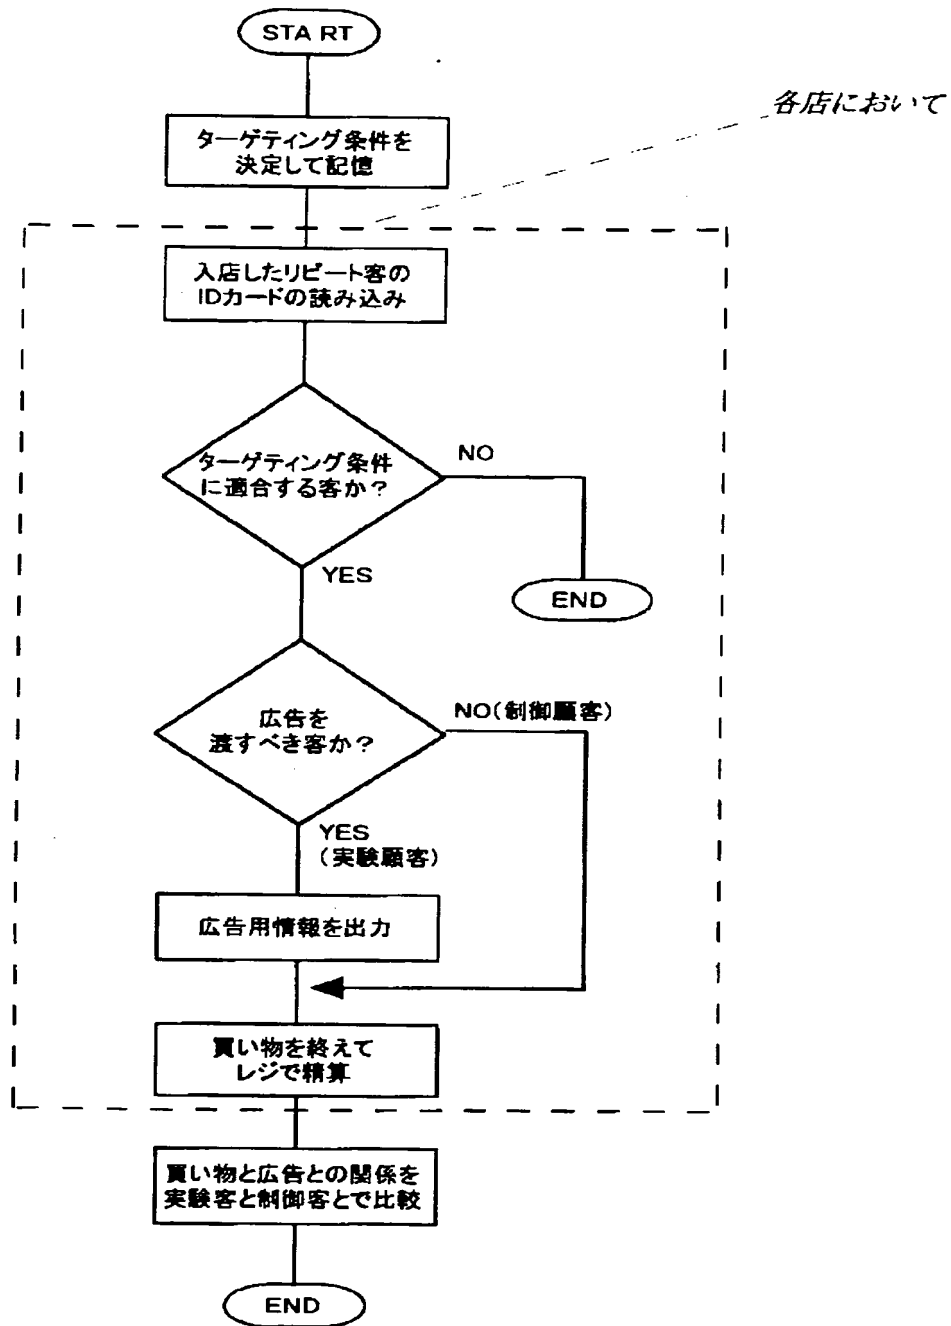 STA RT
各店において
ターゲティング条件を
決定して記憶
入店したリピート客の
IDカードの読み込み
ターゲティング条件
に適合する客か？
NO
YES
END
広告を
渡すべき客か？
NO(制御顧客)
YES
(実験顧客)
広告用情報を出力
買い物を終えて
レジで精算
買い物と広告との関係を
実験客と制御客とで比較
END